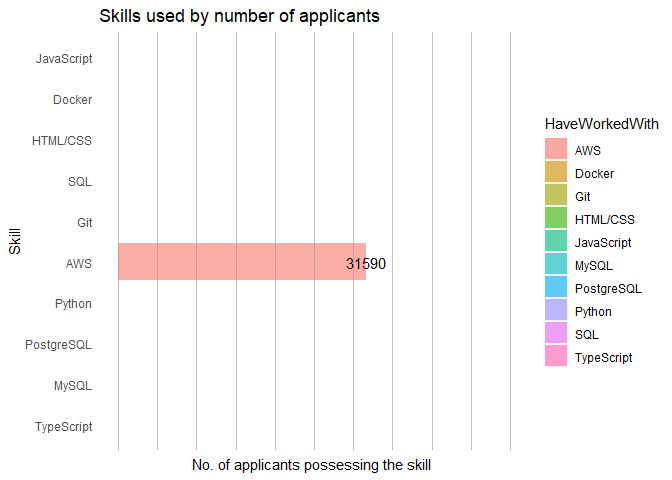 Skills used by number of applicants
Skill
JavaScript
Docker
HTML/CSS
SQL
Git
AWS
31590
Python
PostgreSQL
MySQL
TypeScript
No. of applicants possessing the skill
HaveWorkedWith
AWS
Docker
Git
HTML/CSS
JavaScript
MySQL
PostgreSQL
Python
SQL
TypeScript